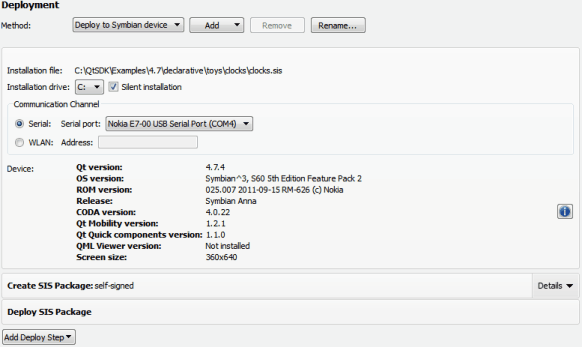 Deployment
Method: Deploy to Symbian device Add Remove Rename...
Installation file: C:\QtSDK\Examples\4.7\declarative\toys\clocks\clocks.sis
Installation drive: C: Silent installation
Communication Channel
Serial: Serial port: Nokia E7-00 USB Serial Port (COM4)
WLAN: Address:
Device: Qt version: 4.7.4
OS version: Symbian^3, S60 5th Edition Feature Pack 2
ROM version: 025.007 2011-09-15 RM-626 (c) Nokia
Release: Symbian Anna
CODA version: 4.0.22
Qt Mobility version: 1.2.1
Qt Quick components version: 1.1.0
QML Viewer version: Not installed
Screen size: 360x640
Create SIS Package: self-signed Details
Deploy SIS Package
Add Deploy Step